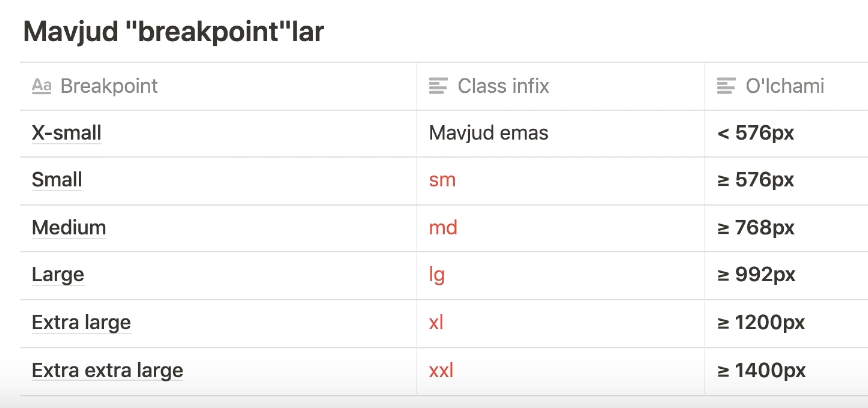 Mavjud "breakpoint"lar
Aa Breakpoint Class infix O'lchami
X-small Mavjud emas < 576px
Small sm ≥ 576px
Medium md ≥ 768px
Large lg ≥ 992px
Extra large xl ≥ 1200px
Extra extra large xxl ≥ 1400px